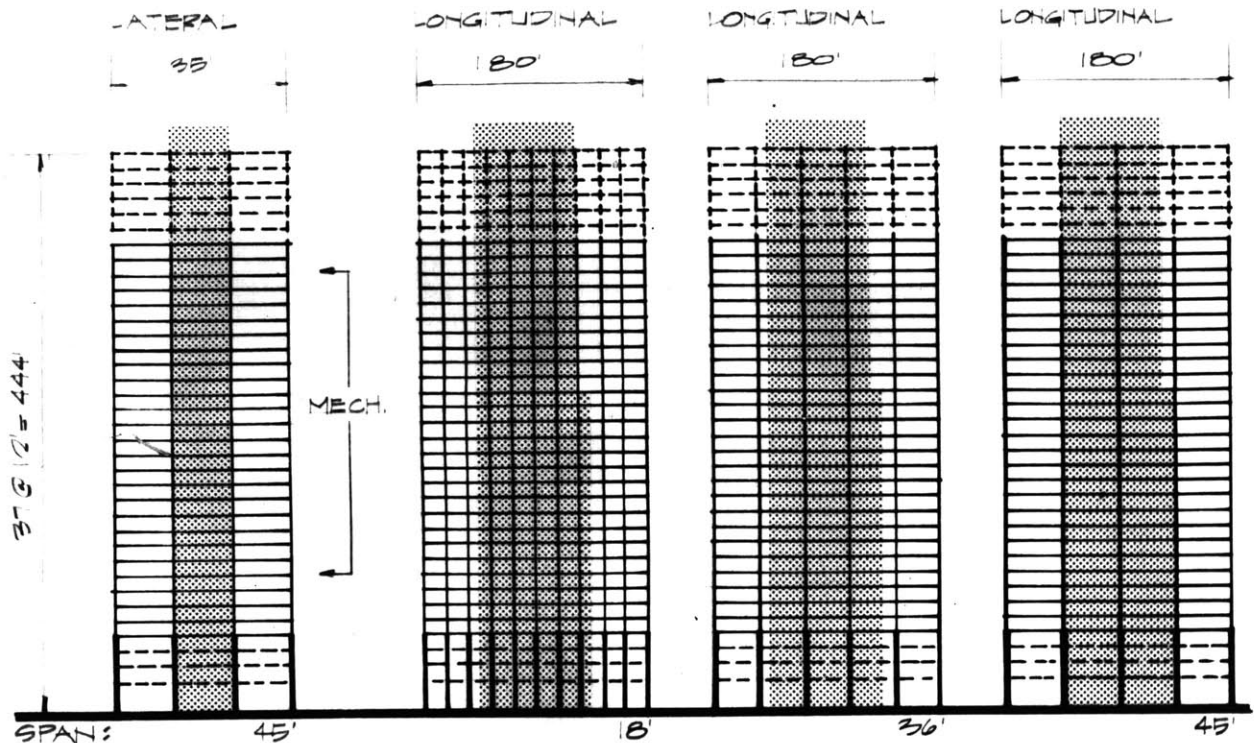 LATERAL LONGITUDINAL LONGITUDINAL LONGITUDINAL
35' 180' 180' 180'
37 @ 12' = 444'
MECH.
SPAN: 45' 18' 36' 45'